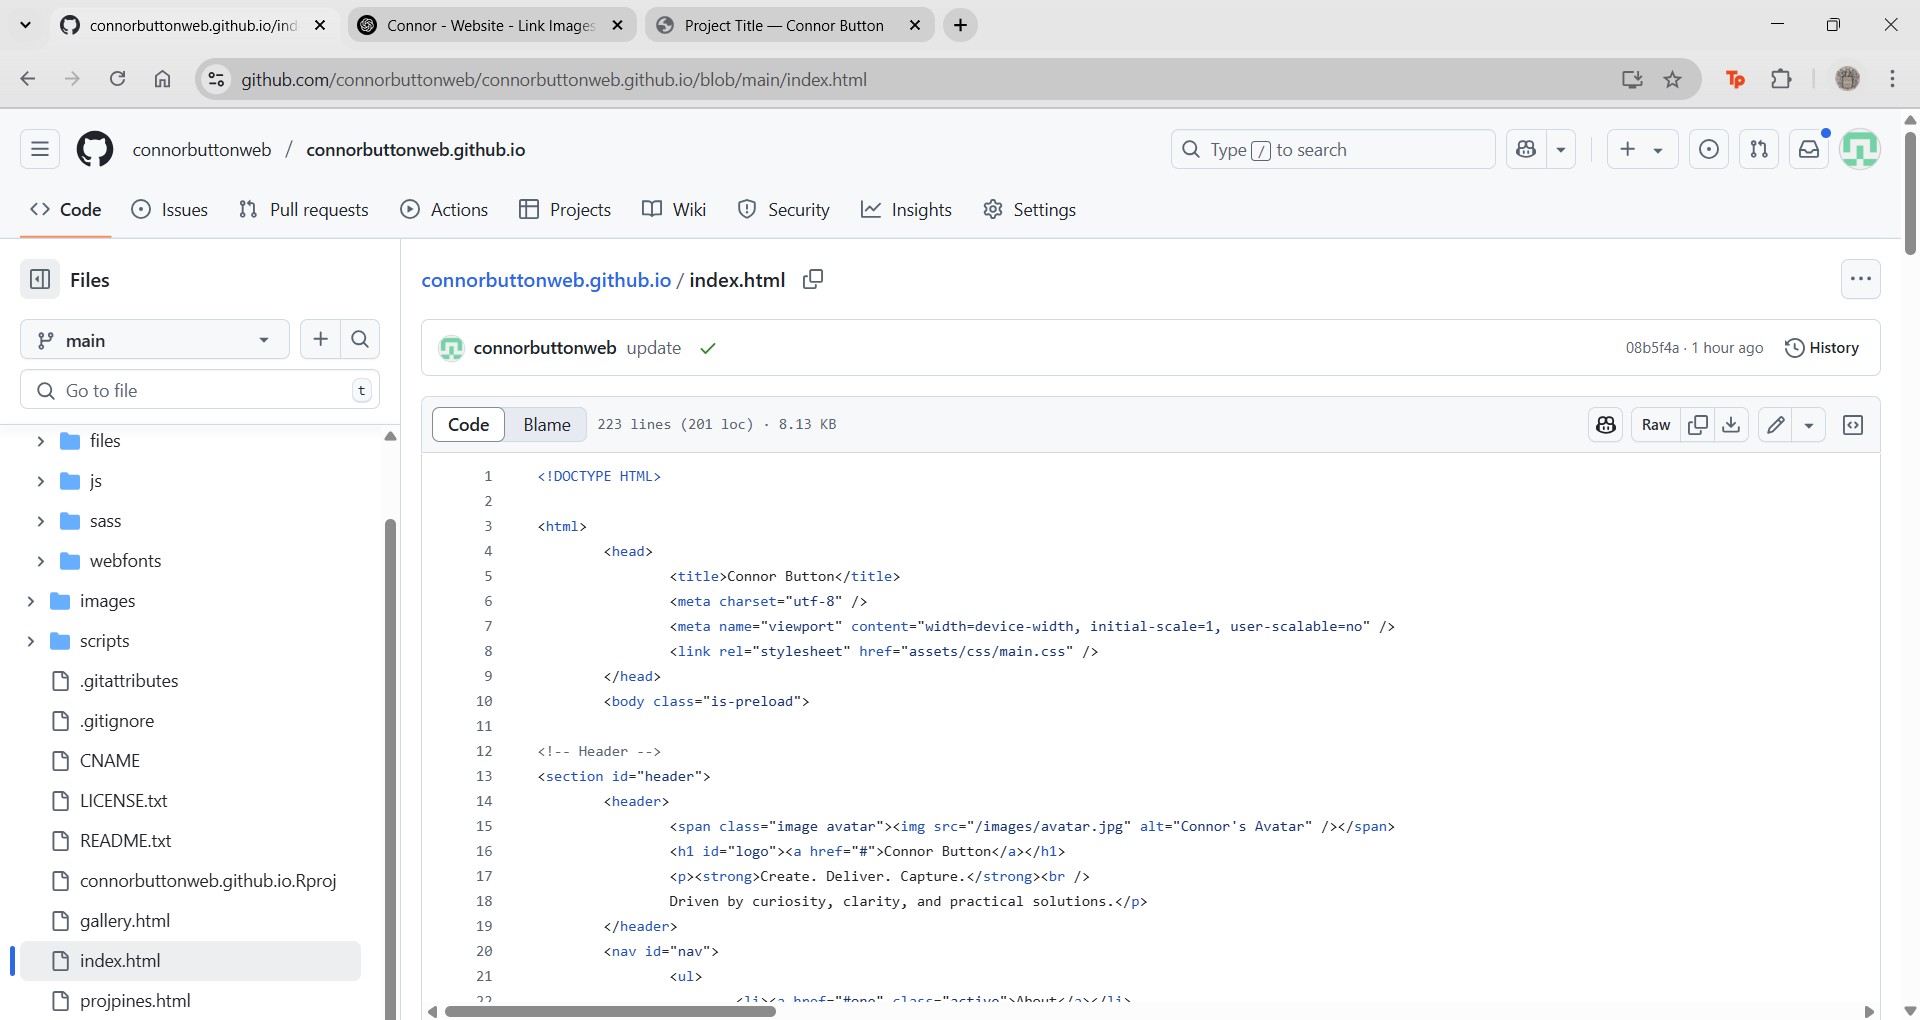 connorbuttonweb.github.io/ind
Connor - Website - Link Images
Project Title — Connor Button
github.com/connorbuttonweb/connorbuttonweb.github.io/blob/main/index.html
Tp
connorbuttonweb / connorbuttonweb.github.io
Type / to search
Code
Issues
Pull requests
Actions
Projects
Wiki
Security
Insights
Settings
Files
main
Go to file
t
files
js
sass
webfonts
images
scripts
.gitattributes
.gitignore
CNAME
LICENSE.txt
README.txt
connorbuttonweb.github.io.Rproj
gallery.html
index.html
projpines.html
connorbuttonweb.github.io / index.html
connorbuttonweb update
08b5f4a · 1 hour ago
History
Code
Blame
223 lines (201 loc) · 8.13 KB
Raw
1 <!DOCTYPE HTML>
2
3 <html>
4 <head>
5 <title>Connor Button</title>
6 <meta charset="utf-8" />
7 <meta name="viewport" content="width=device-width, initial-scale=1, user-scalable=no" />
8 <link rel="stylesheet" href="assets/css/main.css" />
9 </head>
10 <body class="is-preload">
11
12 <!-- Header -->
13 <section id="header">
14 <header>
15 <span class="image avatar"><img src="/images/avatar.jpg" alt="Connor's Avatar" /></span>
16 <h1 id="logo"><a href="#">Connor Button</a></h1>
17 <p><strong>Create. Deliver. Capture.</strong><br />
18 Driven by curiosity, clarity, and practical solutions.</p>
19 </header>
20 <nav id="nav">
21 <ul>
22 <li><a href="#one" class="active">About</a></li>